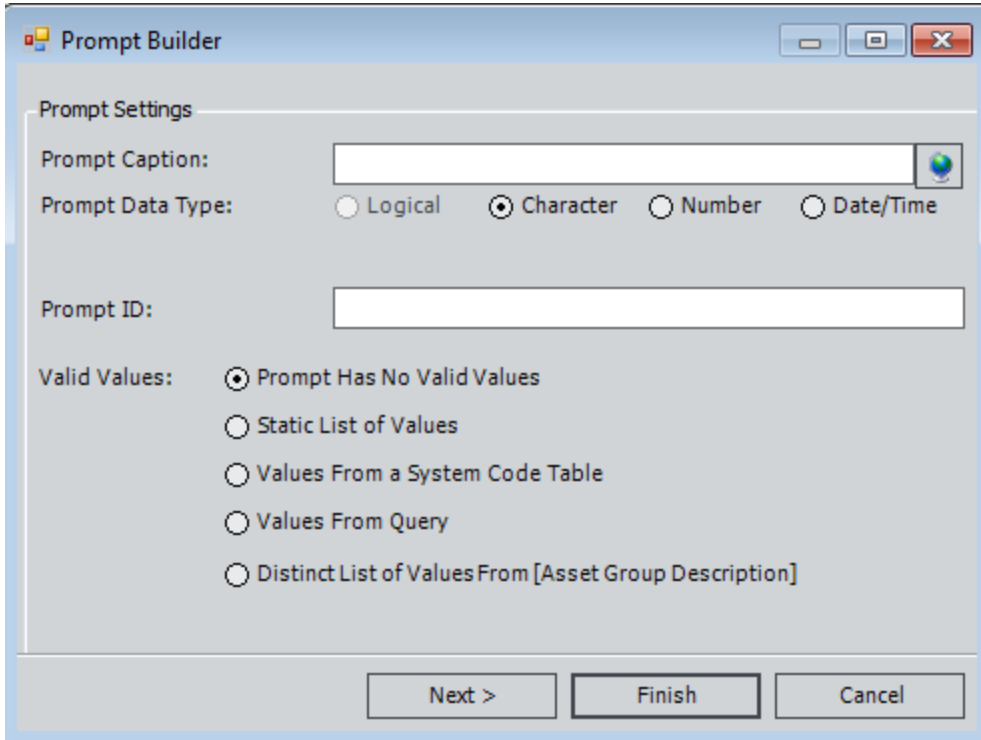 Prompt Builder
Prompt Settings
Prompt Caption:
Prompt Data Type: Logical Character Number Date/Time
Prompt ID:
Valid Values: Prompt Has No Valid Values
Static List of Values
Values From a System Code Table
Values From Query
Distinct List of Values From [Asset Group Description]
Next > Finish Cancel